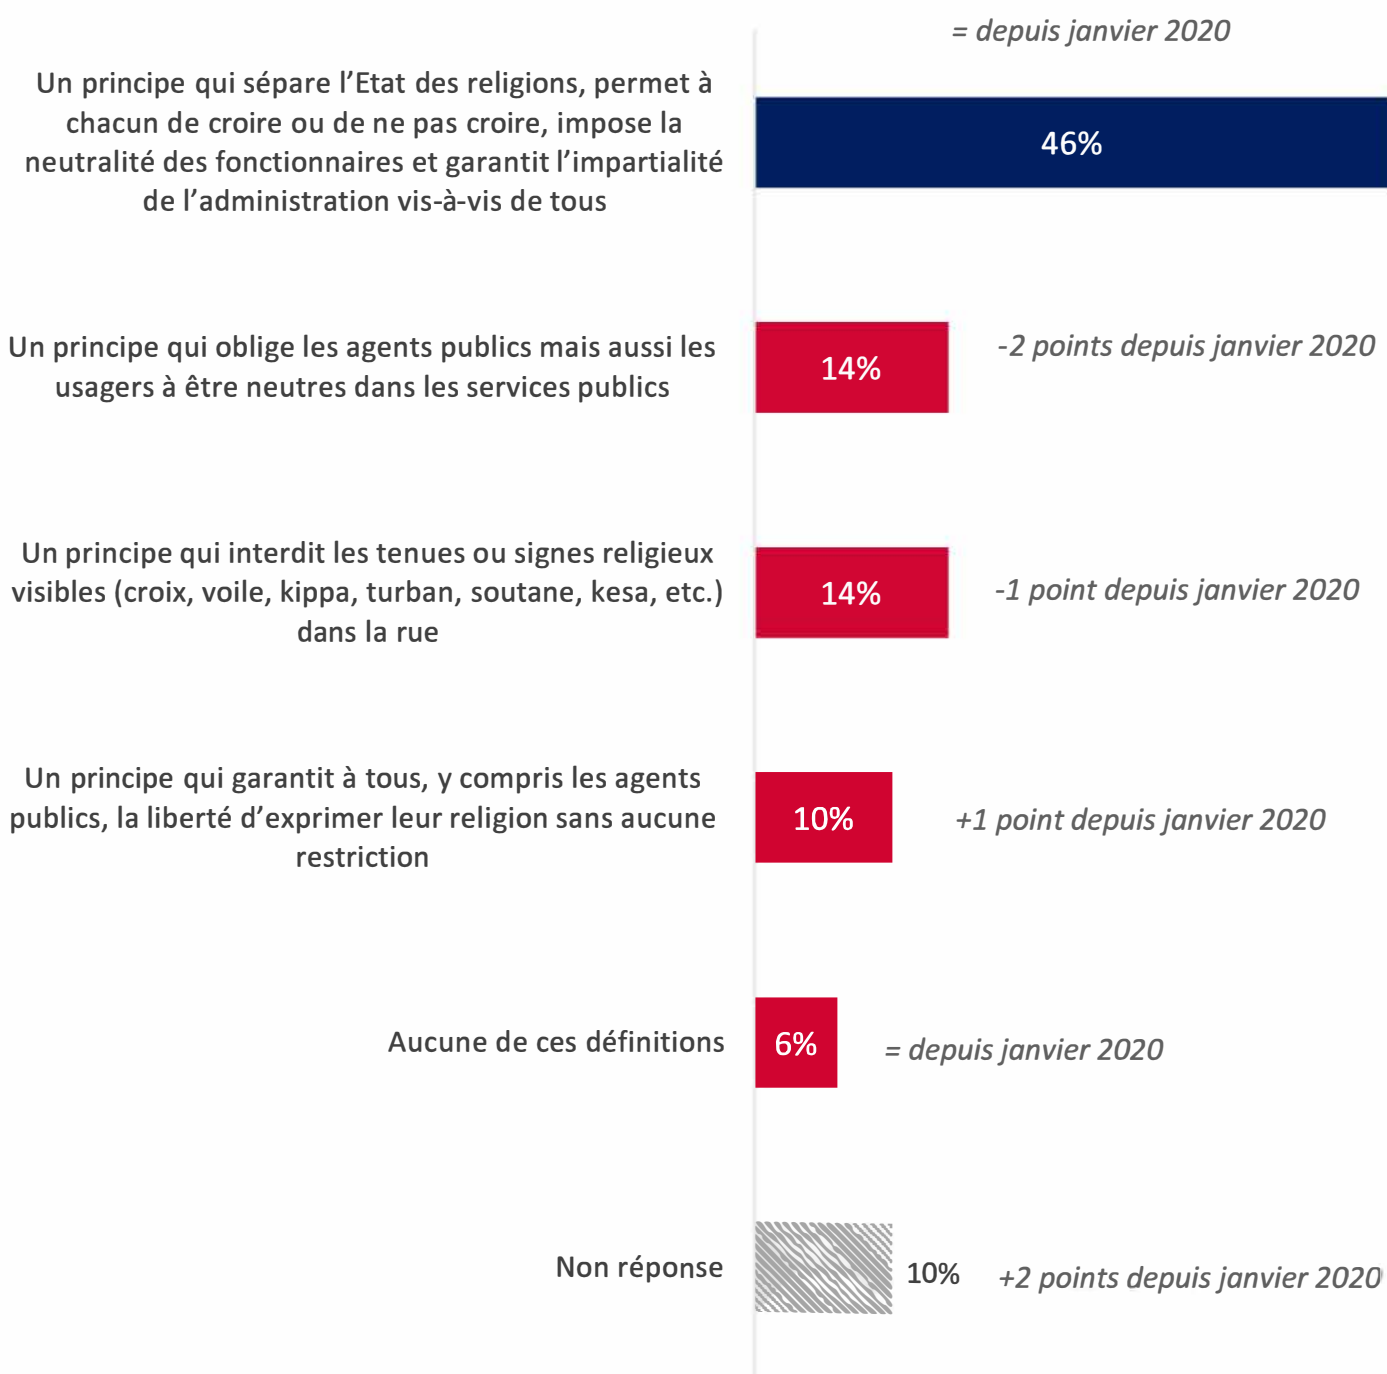 = depuis janvier 2020
Un principe qui sépare l'Etat des religions, permet à
chacun de croire ou de ne pas croire, impose la
neutralité des fonctionnaires et garantit l'impartialité
de l'administration vis-à-vis de tous
46%
Un principe qui oblige les agents publics mais aussi les
usagers à être neutres dans les services publics
14%
-2 points depuis janvier 2020
Un principe qui interdit les tenues ou signes religieux
visibles (croix, voile, kippa, turban, soutane, kesa, etc.)
dans la rue
14%
-1 point depuis janvier 2020
Un principe qui garantit à tous, y compris les agents
publics, la liberté d'exprimer leur religion sans aucune
restriction
10%
+1 point depuis janvier 2020
Aucune de ces définitions
6%
= depuis janvier 2020
Non réponse
10%
+2 points depuis janvier 2020